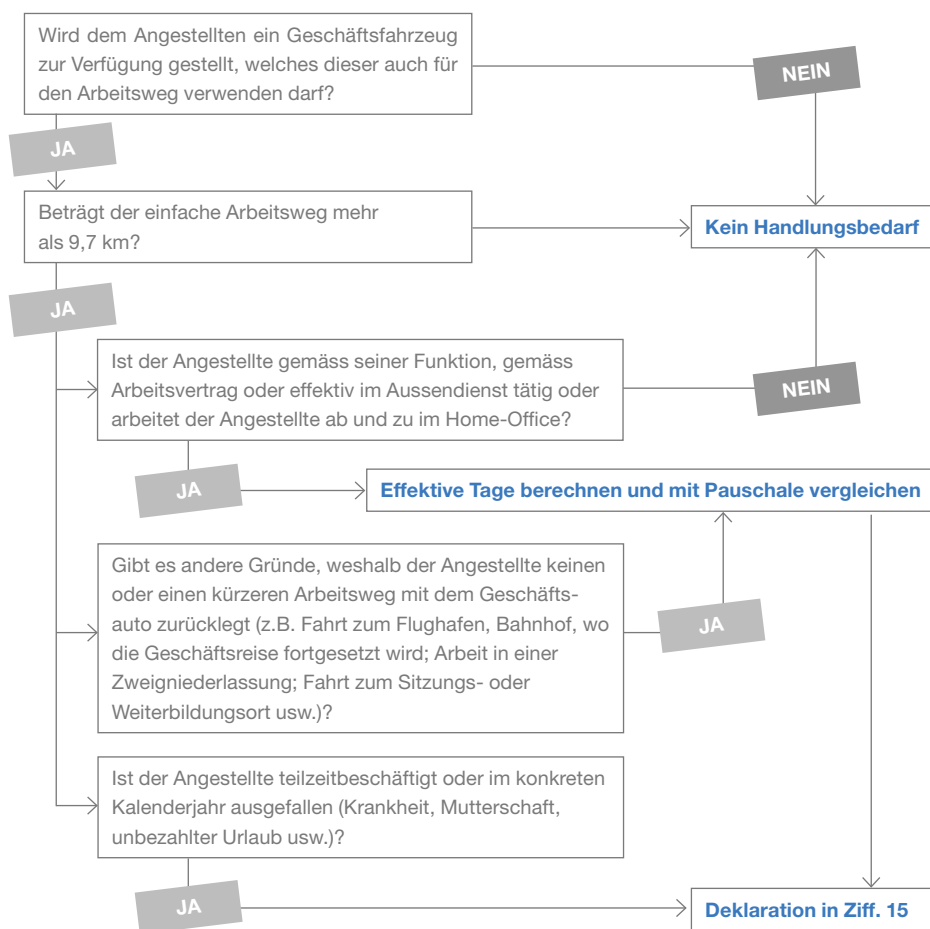 Wird dem Angestellten ein Geschäftsfahrzeug
zur Verfügung gestellt, welches dieser auch für
den Arbeitsweg verwenden darf?
NEIN
JA
Beträgt der einfache Arbeitsweg mehr
als 9,7 km?
Kein Handlungsbedarf
JA
Ist der Angestellte gemäss seiner Funktion, gemäss
Arbeitsvertrag oder effektiv im Aussendienst tätig oder
arbeitet der Angestellte ab und zu im Home-Office?
NEIN
JA
Effektive Tage berechnen und mit Pauschale vergleichen
Gibt es andere Gründe, weshalb der Angestellte keinen
oder einen kürzeren Arbeitsweg mit dem Geschäfts-
auto zurücklegt (z.B. Fahrt zum Flughafen, Bahnhof, wo
die Geschäftsreise fortgesetzt wird; Arbeit in einer
Zweigniederlassung; Fahrt zum Sitzungs- oder
Weiterbildungsort usw.)?
JA
Ist der Angestellte teilzeitbeschäftigt oder im konkreten
Kalenderjahr ausgefallen (Krankheit, Mutterschaft,
unbezahlter Urlaub usw.)?
JA
Deklaration in Ziff. 15